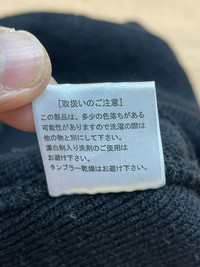 ［取扱いのご注意］
この製品は、多少の色落ちがある
可能性がありますので洗濯の際は
他の物と別にして下さい。
漂白剤入り洗剤のご使用は
お避け下さい。
タンブラー乾燥はお避け下さい。